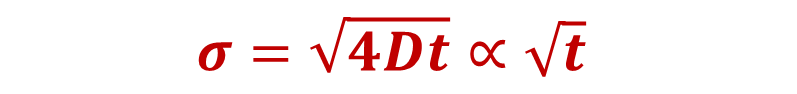 σ = √4Dt ∝ √t